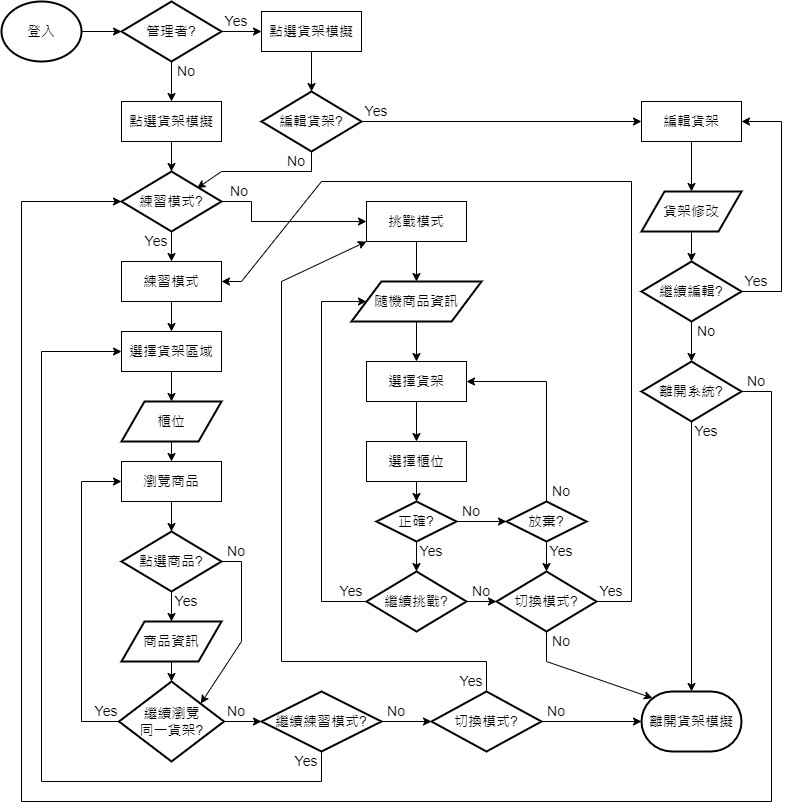 登入
管理者?
Yes
點選貨架模擬
No
點選貨架模擬
編輯貨架?
Yes
編輯貨架
No
練習模式?
No
挑戰模式
貨架修改
Yes
練習模式
隨機商品資訊
繼續編輯?
Yes
No
選擇貨架區域
選擇貨架
離開系統?
No
Yes
櫃位
選擇櫃位
瀏覽商品
No
正確?
No
放棄?
Yes
Yes
點選商品?
No
Yes
Yes
繼續挑戰?
No
切換模式?
Yes
商品資訊
No
Yes
Yes
繼續瀏覽
同一貨架?
No
繼續練習模式?
No
切換模式?
No
離開貨架模擬
Yes